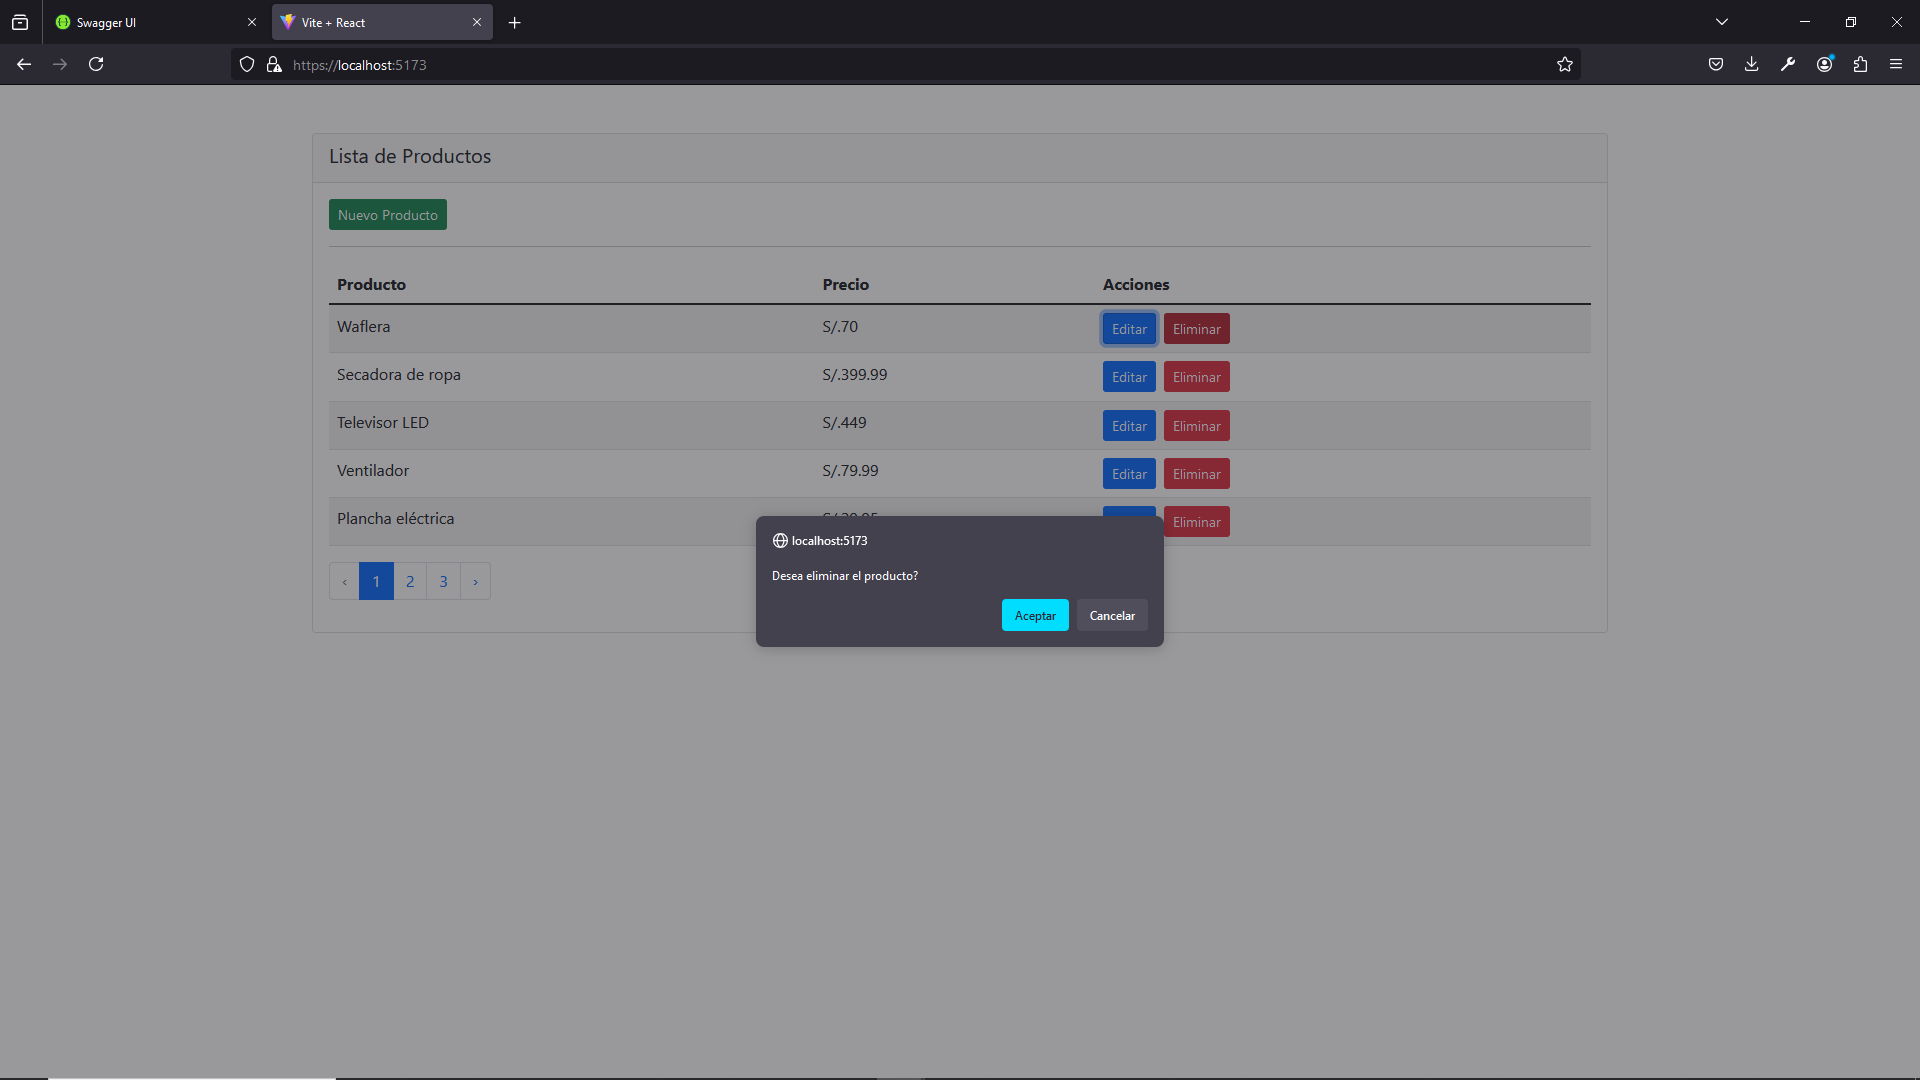 Swagger UI
Vite + React
https://localhost:5173
Lista de Productos
Nuevo Producto
Producto Precio Acciones
Waflera S/.70 Editar Eliminar
Secadora de ropa S/.399.99 Editar Eliminar
Televisor LED S/.449 Editar Eliminar
Ventilador S/.79.99 Editar Eliminar
Plancha eléctrica Eliminar
localhost:5173
Desea eliminar el producto?
Aceptar Cancelar
‹ 1 2 3 ›